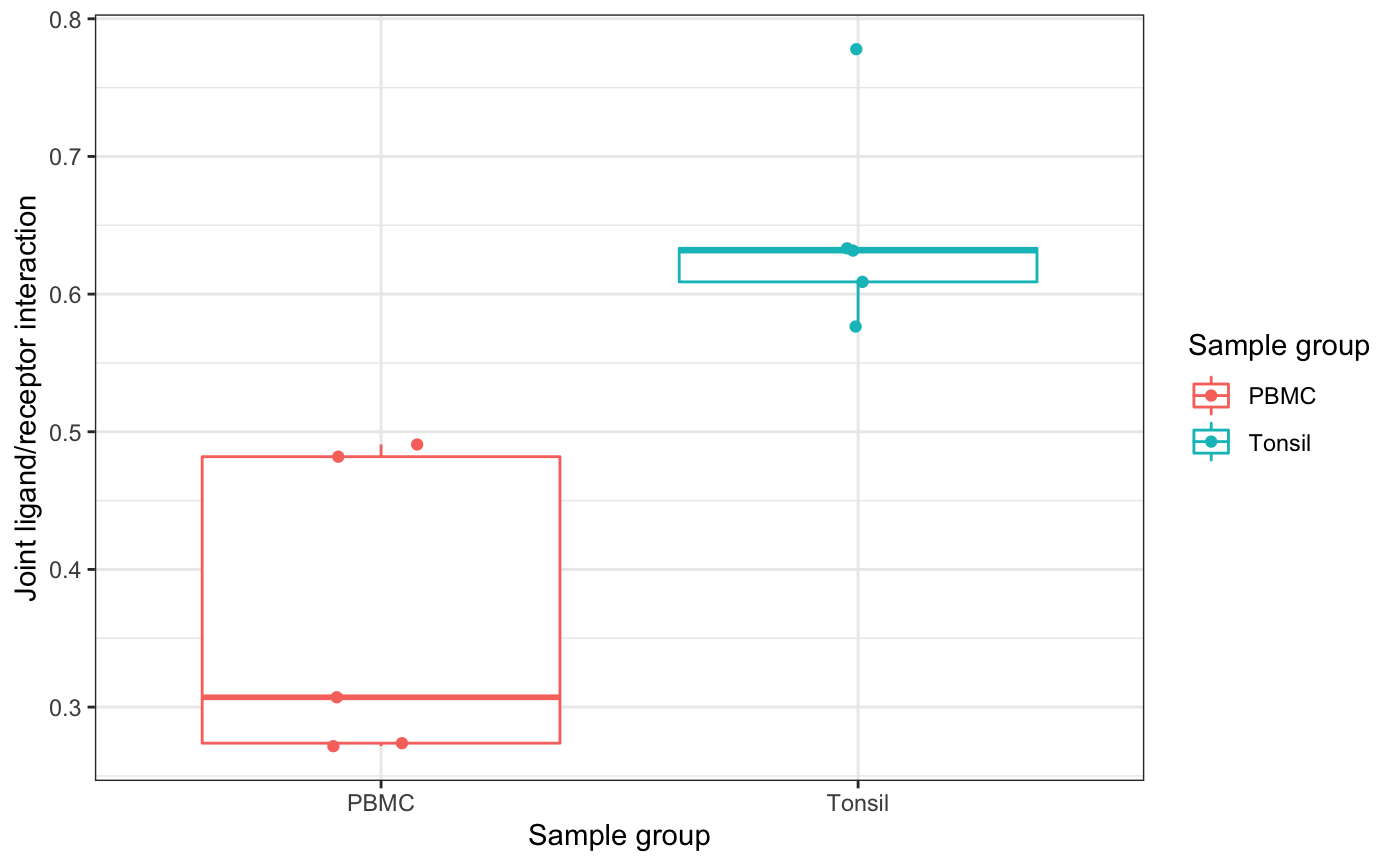 0.8
0.7
0.6
0.5
0.4
0.3
Joint ligand/receptor interaction
PBMC
Tonsil
Sample group
Sample group
PBMC
Tonsil